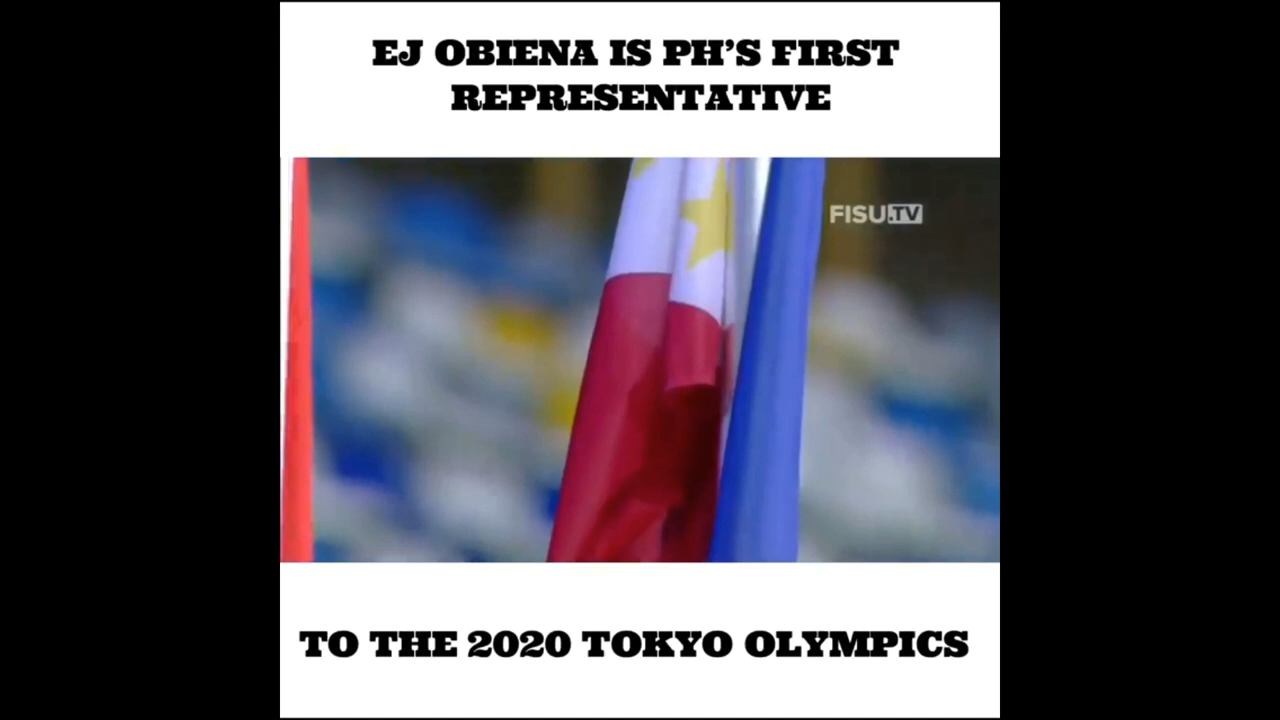 EJ OBIENA IS PH'S FIRST
REPRESENTATIVE
FISU.TV
TO THE 2020 TOKYO OLYMPICS